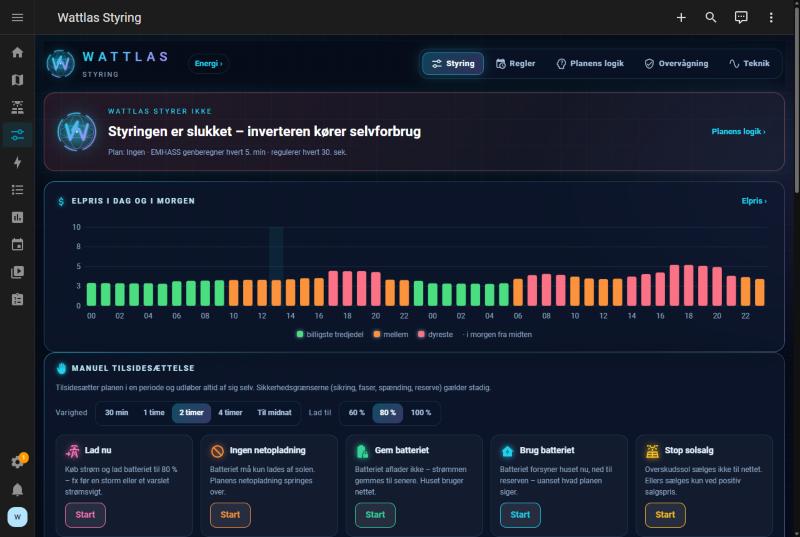 Wattlas Styring
WATTLAS
STYRING
Energi ›
Styring
Regler
Planens logik
Overvågning
Teknik
WATTLAS STYRER IKKE
Styringen er slukket – inverteren kører selvforbrug
Plan: Ingen · EMHASS genberegner hvert 5. min · regulerer hvert 30. sek.
Planens logik ›
$ ELPRIS I DAG OG I MORGEN
Elpris ›
10
8
5
3
0
00 02 04 06 08 10 12 14 16 18 20 22 00 02 04 06 08 10 12 14 16 18 20 22
billigste tredjedel mellem dyreste · i morgen fra midten
MANUEL TILSIDESÆTTELSE
Tilsidesætter planen i en periode og udløber altid af sig selv. Sikkerhedsgrænserne (sikring, faser, spænding, reserve) gælder stadig.
Varighed 30 min 1 time 2 timer 4 timer Til midnat Lad til 60 % 80 % 100 %
Lad nu
Køb strøm og lad batteriet til 80 %
– fx før en storm eller et varslet
strømsvigt.
Start
Ingen netopladning
Batteriet må kun lades af solen.
Planens netopladning springes
over.
Start
Gem batteriet
Batteriet aflader ikke – strømmen
gemmes til senere. Huset bruger
nettet.
Start
Brug batteriet
Batteriet forsyner huset nu, ned til
reserven – uanset hvad planen
siger.
Start
Stop solsalg
Overskudssol sælges ikke til nettet.
Ellers sælges kun ved positiv
salgspris.
Start
1
W